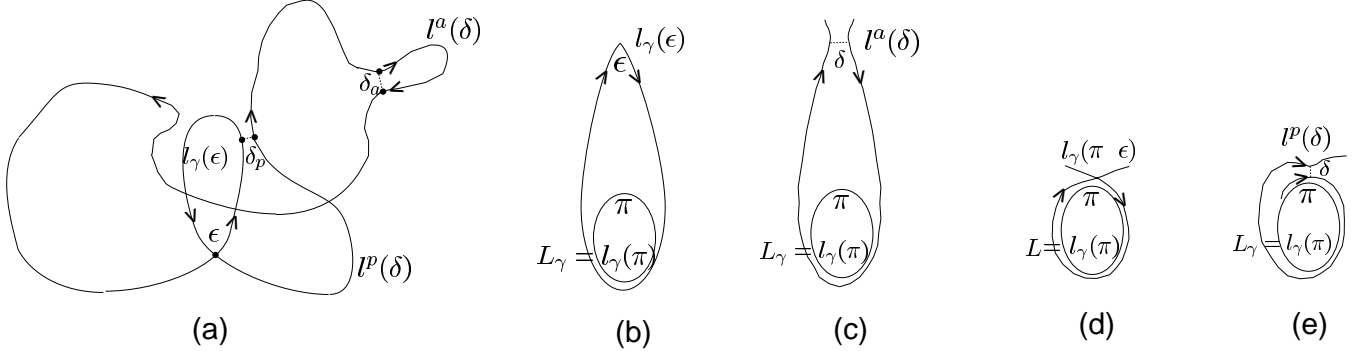 l^a(δ)
δ_a
l_γ(ϵ)
δ_p
ϵ
l^p(δ)
(a)
l_γ(ϵ)
ϵ
π
L_γ = l_γ(π)
(b)
l^a(δ)
δ
π
L_γ = l_γ(π)
(c)
l_γ(π ϵ)
π
L = l_γ(π)
(d)
l^p(δ)
δ
π
L_γ = l_γ(π)
(e)